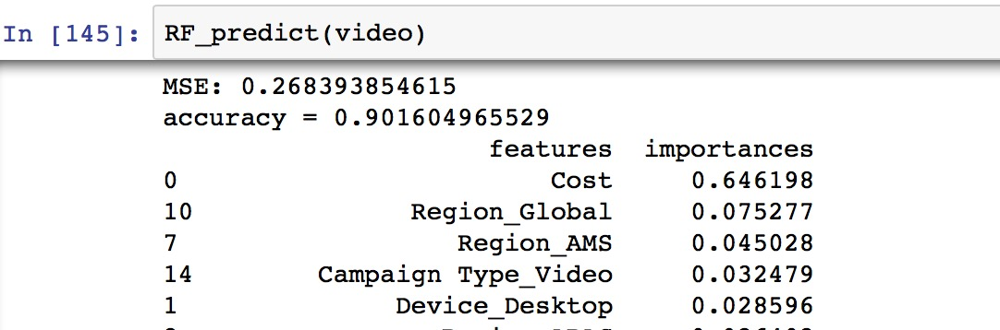 In [145]: RF_predict(video)
MSE: 0.268393854615
accuracy = 0.901604965529
features importances
0 Cost 0.646198
10 Region_Global 0.075277
7 Region_AMS 0.045028
14 Campaign Type_Video 0.032479
1 Device_Desktop 0.028596